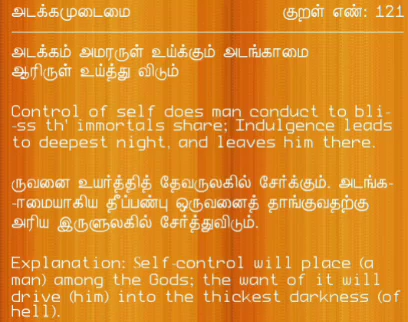 அடக்கமுடைமை குறள் எண்: 121
அடக்கம் அமரருள் உய்க்கும் அடங்காமை
ஆரிருள் உய்த்து விடும்
Control of self does man conduct to bli-
-ss th' immortals share; Indulgence leads
to deepest night, and leaves him there.
ருவனை உயர்த்தித் தேவருலகில் சேர்க்கும். அடங்க-
-ாமையாகிய தீப்பண்பு ஒருவனைத் தாங்குவதற்கு
அரிய இருளுலகில் சேர்த்துவிடும்.
Explanation: Self-control will place (a
man) among the Gods; the want of it will
drive (him) into the thickest darkness (of
hell).